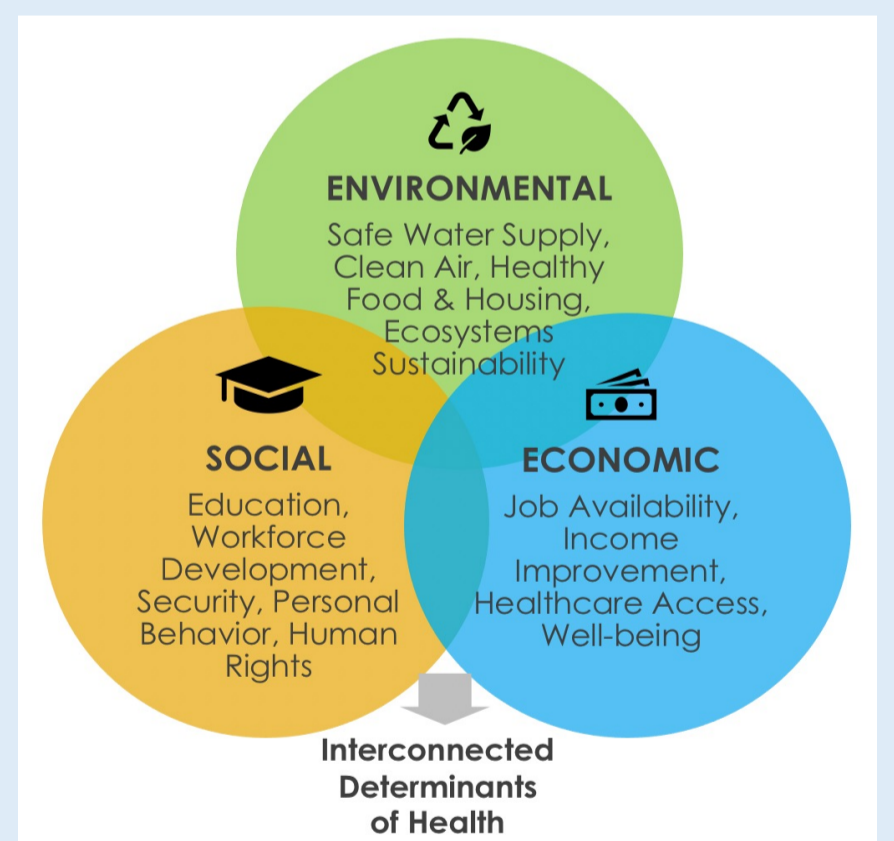 ENVIRONMENTAL
Safe Water Supply,
Clean Air, Healthy
Food & Housing,
Ecosystems
Sustainability
SOCIAL
Education,
Workforce
Development,
Security, Personal
Behavior, Human
Rights
ECONOMIC
Job Availability,
Income
Improvement,
Healthcare Access,
Well-being
Interconnected
Determinants
of Health